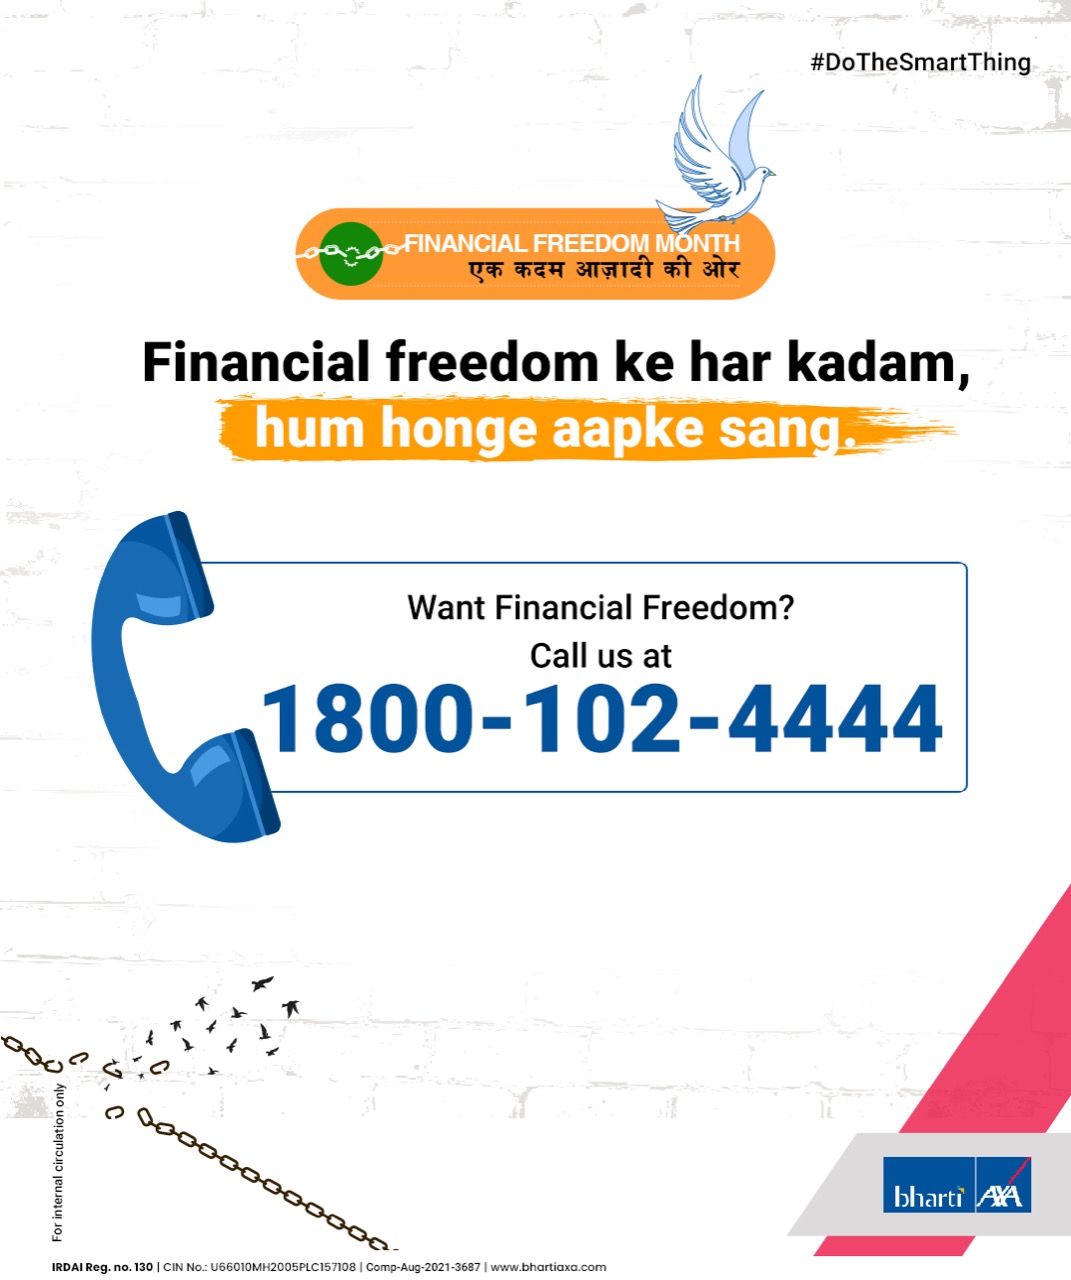 #DoTheSmartThing
FINANCIAL FREEDOM MONTH
एक कदम आज़ादी की ओर
Financial freedom ke har kadam,
hum honge aapke sang.
Want Financial Freedom?
Call us at
1800-102-4444
For internal circulation only
bharti AXA
IRDAI Reg. no. 130 | CIN No.: U66010MH2005PLC157108 | Comp-Aug-2021-3687 | www.bhartiaxa.com